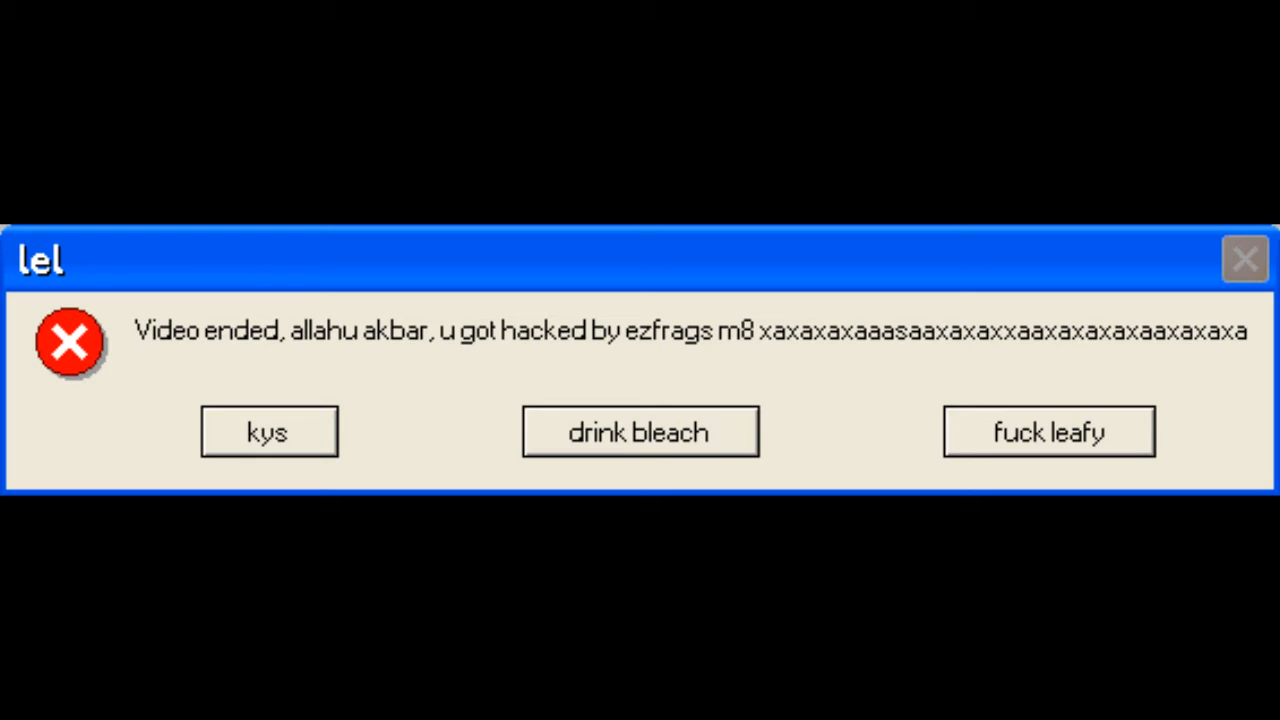 lel
Video ended, allahu akbar, u got hacked by ezfrags m8 xaxaxaxaaasaaxaxaxxaaxaxaxaxaaxaxaxa
kys
drink bleach
fuck leafy